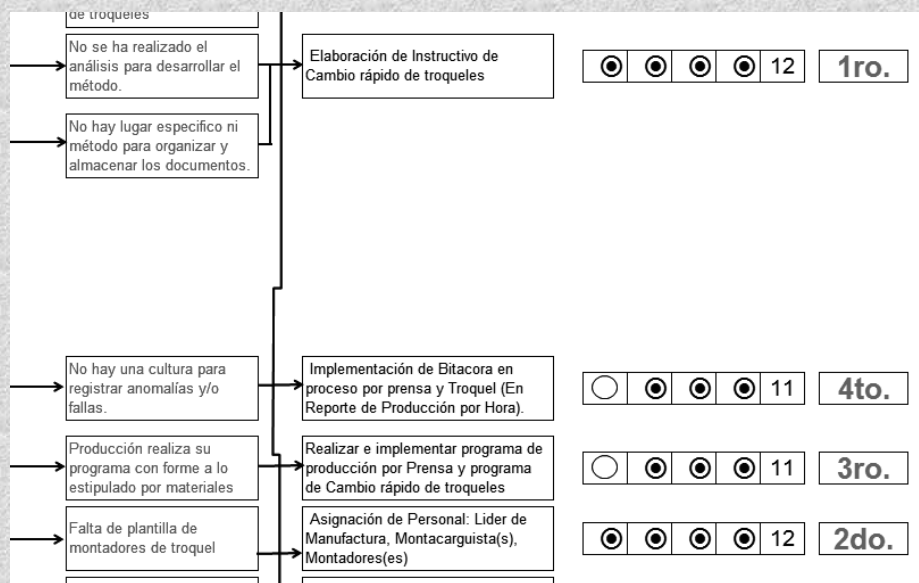 de troqueles
No se ha realizado el
análisis para desarrollar el
método.
Elaboración de Instructivo de
Cambio rápido de troqueles
12
1ro.
No hay lugar especifico ni
método para organizar y
almacenar los documentos.
No hay una cultura para
registrar anomalías y/o
fallas.
Implementación de Bitacora en
proceso por prensa y Troquel (En
Reporte de Producción por Hora).
11
4to.
Producción realiza su
programa con forme a lo
estipulado por materiales
Realizar e implementar programa de
producción por Prensa y programa
de Cambio rápido de troqueles
11
3ro.
Falta de plantilla de
montadores de troquel
Asignación de Personal: Lider de
Manufactura, Montacarguista(s),
Montadores(es)
12
2do.